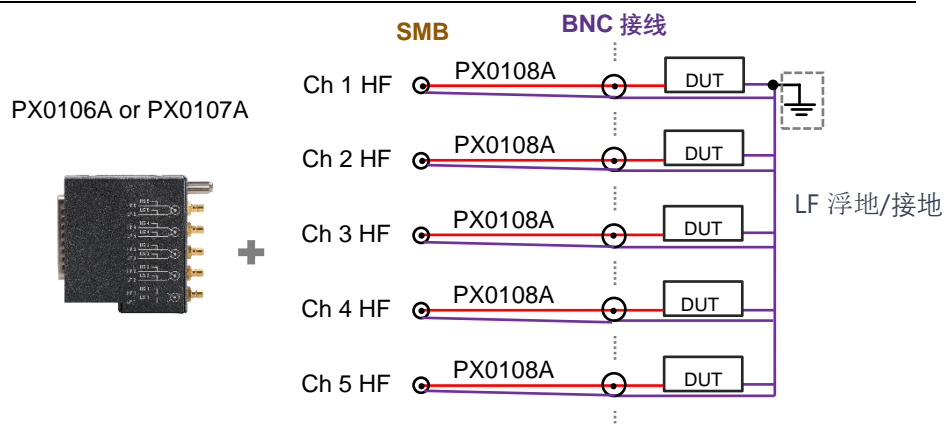 SMB
BNC 接线
Ch 1 HF
PX0108A
DUT
PX0106A or PX0107A
Ch 2 HF
PX0108A
DUT
LF 浮地/接地
Ch 3 HF
PX0108A
DUT
Ch 4 HF
PX0108A
DUT
Ch 5 HF
PX0108A
DUT